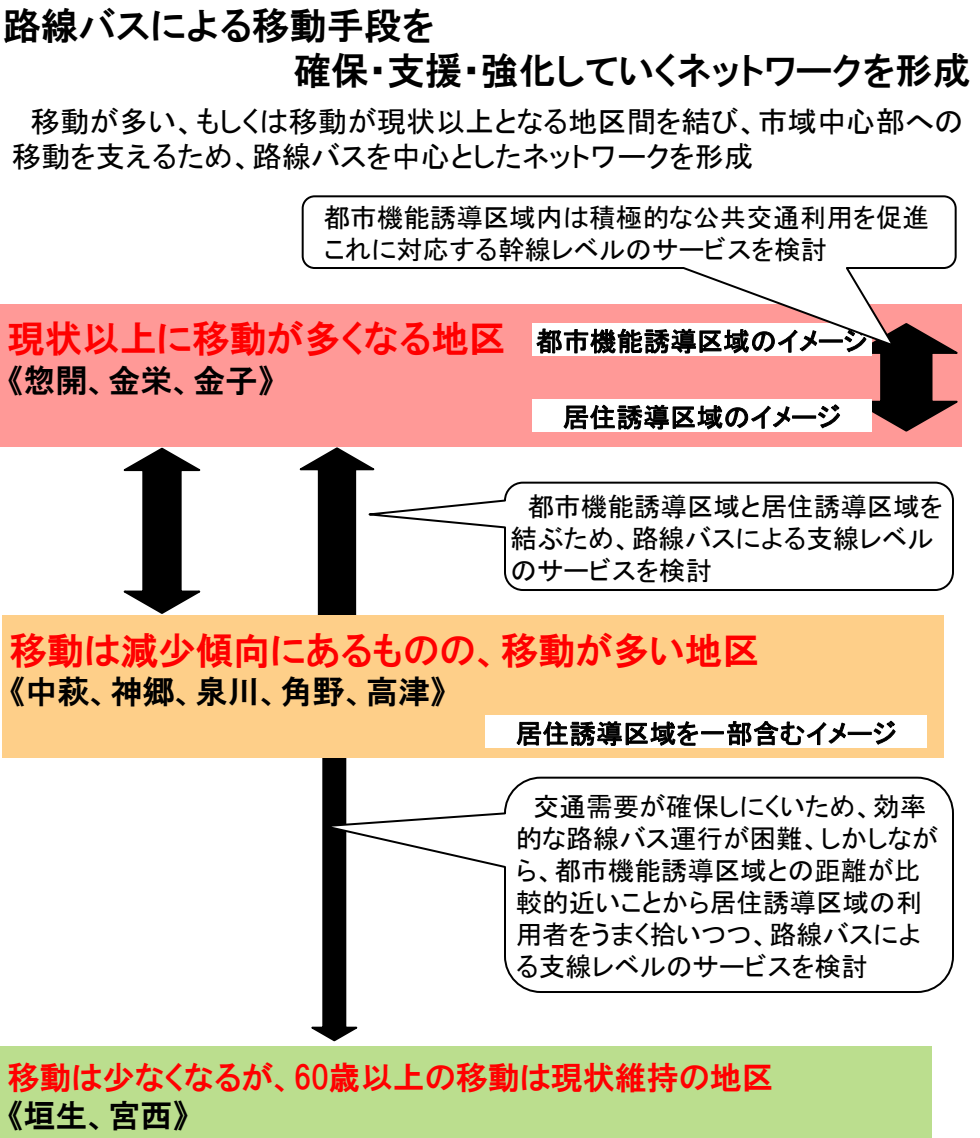 路線バスによる移動手段を
確保・支援・強化していくネットワークを形成
移動が多い、もしくは移動が現状以上となる地区間を結び、市域中心部への
移動を支えるため、路線バスを中心としたネットワークを形成
都市機能誘導区域内は積極的な公共交通利用を促進
これに対応する幹線レベルのサービスを検討
現状以上に移動が多くなる地区
都市機能誘導区域のイメージ
《惣開、金栄、金子》
居住誘導区域のイメージ
都市機能誘導区域と居住誘導区域を
結ぶため、路線バスによる支線レベル
のサービスを検討
移動は減少傾向にあるものの、移動が多い地区
《中萩、神郷、泉川、角野、高津》
居住誘導区域を一部含むイメージ
交通需要が確保しにくいため、効率
的な路線バス運行が困難、しかしなが
ら、都市機能誘導区域との距離が比
較的近いことから居住誘導区域の利
用者をうまく拾いつつ、路線バスによ
る支線レベルのサービスを検討
移動は少なくなるが、60歳以上の移動は現状維持の地区
《垣生、宮西》